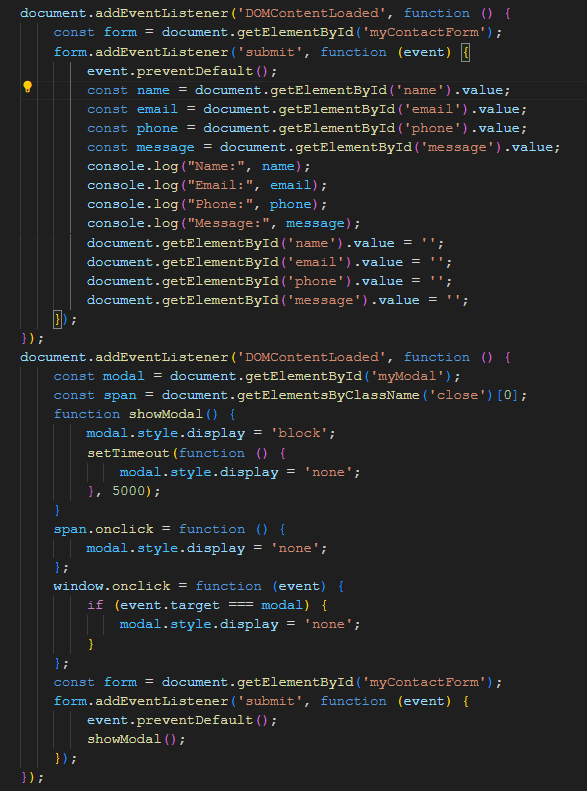 document.addEventListener('DOMContentLoaded', function () {
    const form = document.getElementById('myContactForm');
    form.addEventListener('submit', function (event) {
        event.preventDefault();
        const name = document.getElementById('name').value;
        const email = document.getElementById('email').value;
        const phone = document.getElementById('phone').value;
        const message = document.getElementById('message').value;
        console.log("Name:", name);
        console.log("Email:", email);
        console.log("Phone:", phone);
        console.log("Message:", message);
        document.getElementById('name').value = '';
        document.getElementById('email').value = '';
        document.getElementById('phone').value = '';
        document.getElementById('message').value = '';
    });
});
document.addEventListener('DOMContentLoaded', function () {
    const modal = document.getElementById('myModal');
    const span = document.getElementsByClassName('close')[0];
    function showModal() {
        modal.style.display = 'block';
        setTimeout(function () {
            modal.style.display = 'none';
        }, 5000);
    }
    span.onclick = function () {
        modal.style.display = 'none';
    };
    window.onclick = function (event) {
        if (event.target === modal) {
            modal.style.display = 'none';
        }
    };
    const form = document.getElementById('myContactForm');
    form.addEventListener('submit', function (event) {
        event.preventDefault();
        showModal();
    });
});